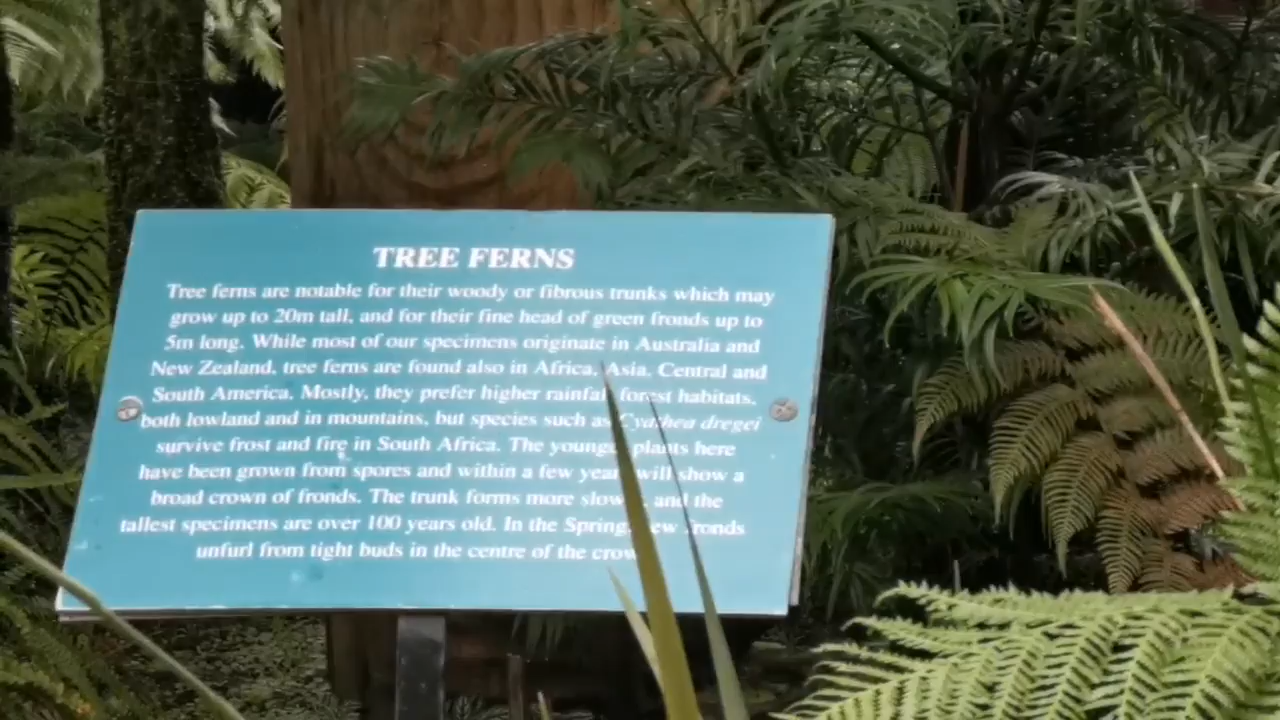 TREE FERNS
Tree ferns are notable for their woody or fibrous trunks which may
grow up to 20m tall, and for their fine head of green fronds up to
5m long. While most of our specimens originate in Australia and
New Zealand, tree ferns are found also in Africa, Asia, Central and
South America. Mostly, they prefer higher rainfall forest habitats,
both lowland and in mountains, but species such as Cyathea dregei
survive frost and fire in South Africa. The younger plants here
have been grown from spores and within a few years will show a
broad crown of fronds. The trunk forms more slowly, and the
tallest specimens are over 100 years old. In the Spring, new fronds
unfurl from tight buds in the centre of the crown.